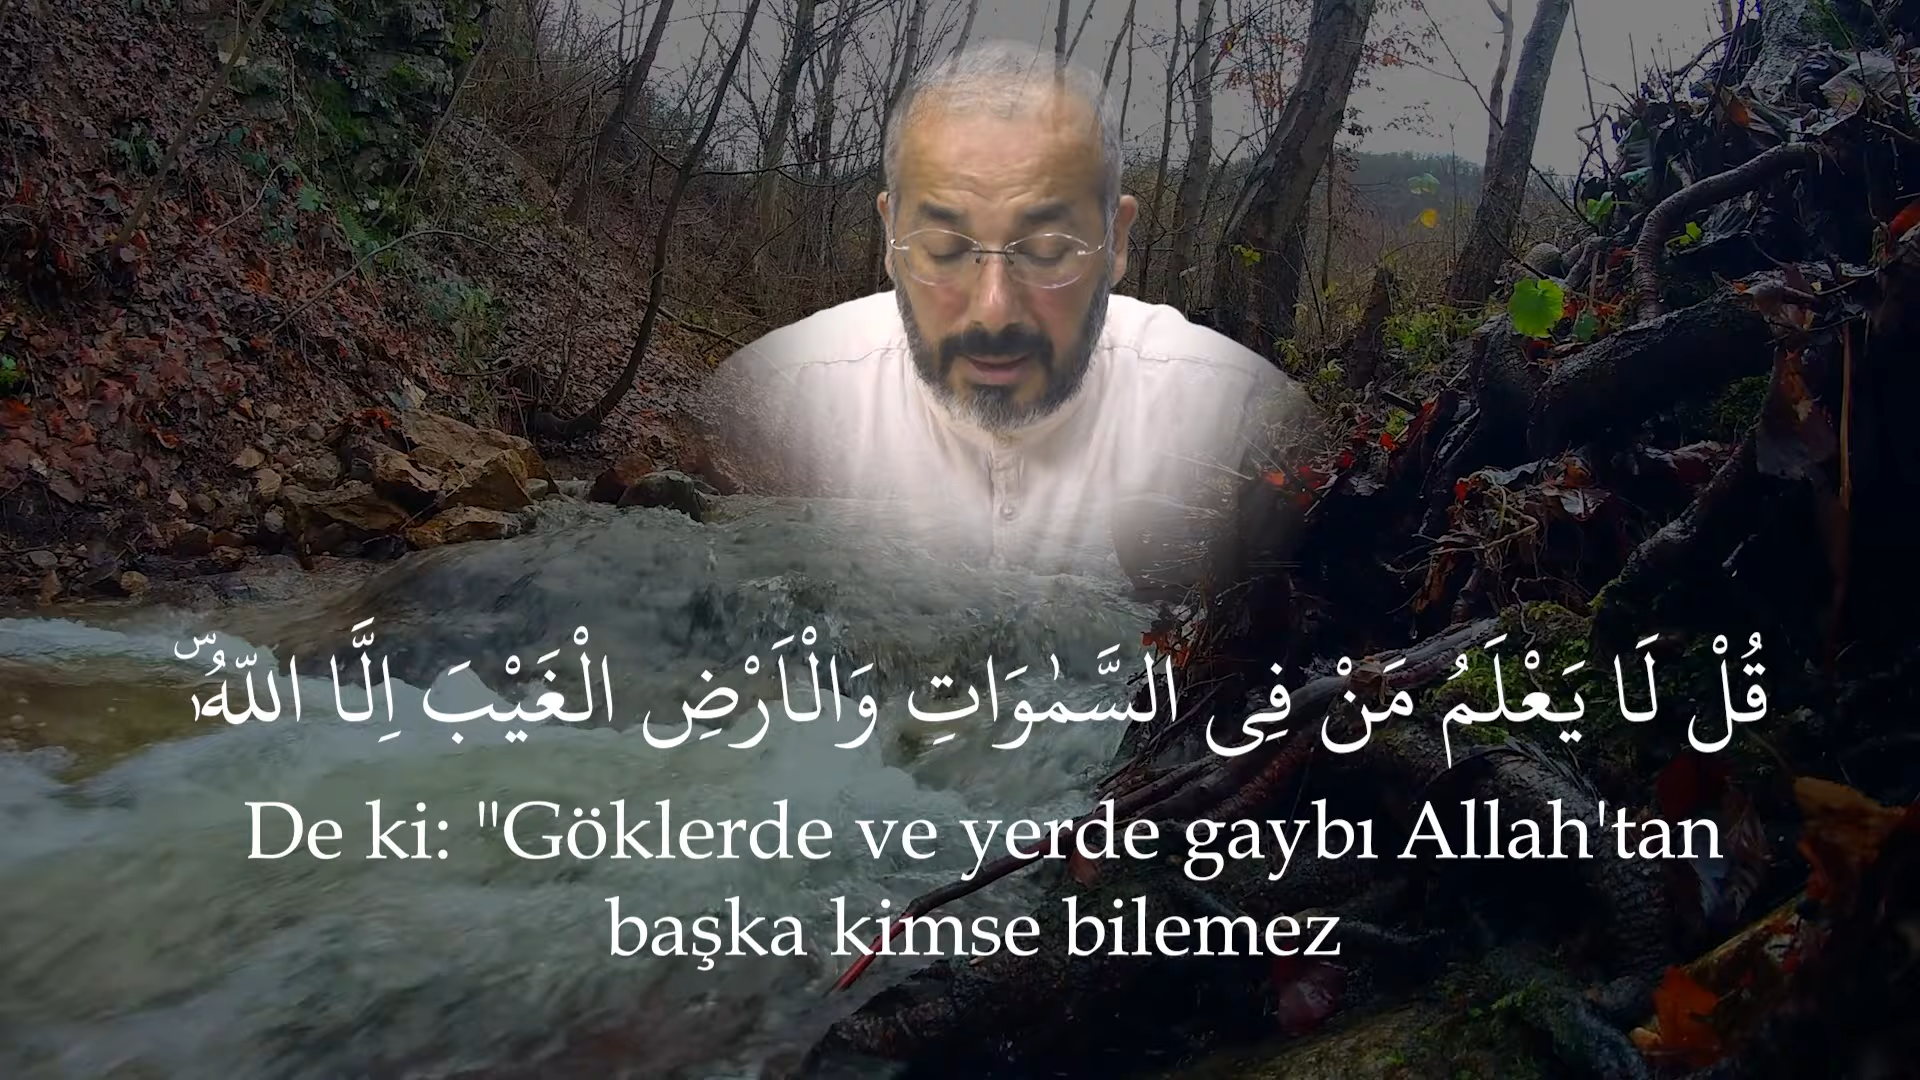 قُلْ لَا يَعْلَمُ مَنْ فِى السَّمٰوَاتِ وَالْاَرْضِ الْغَيْبَ اِلَّا اللّٰهُۜ
De ki: "Göklerde ve yerde gaybı Allah'tan
başka kimse bilemez